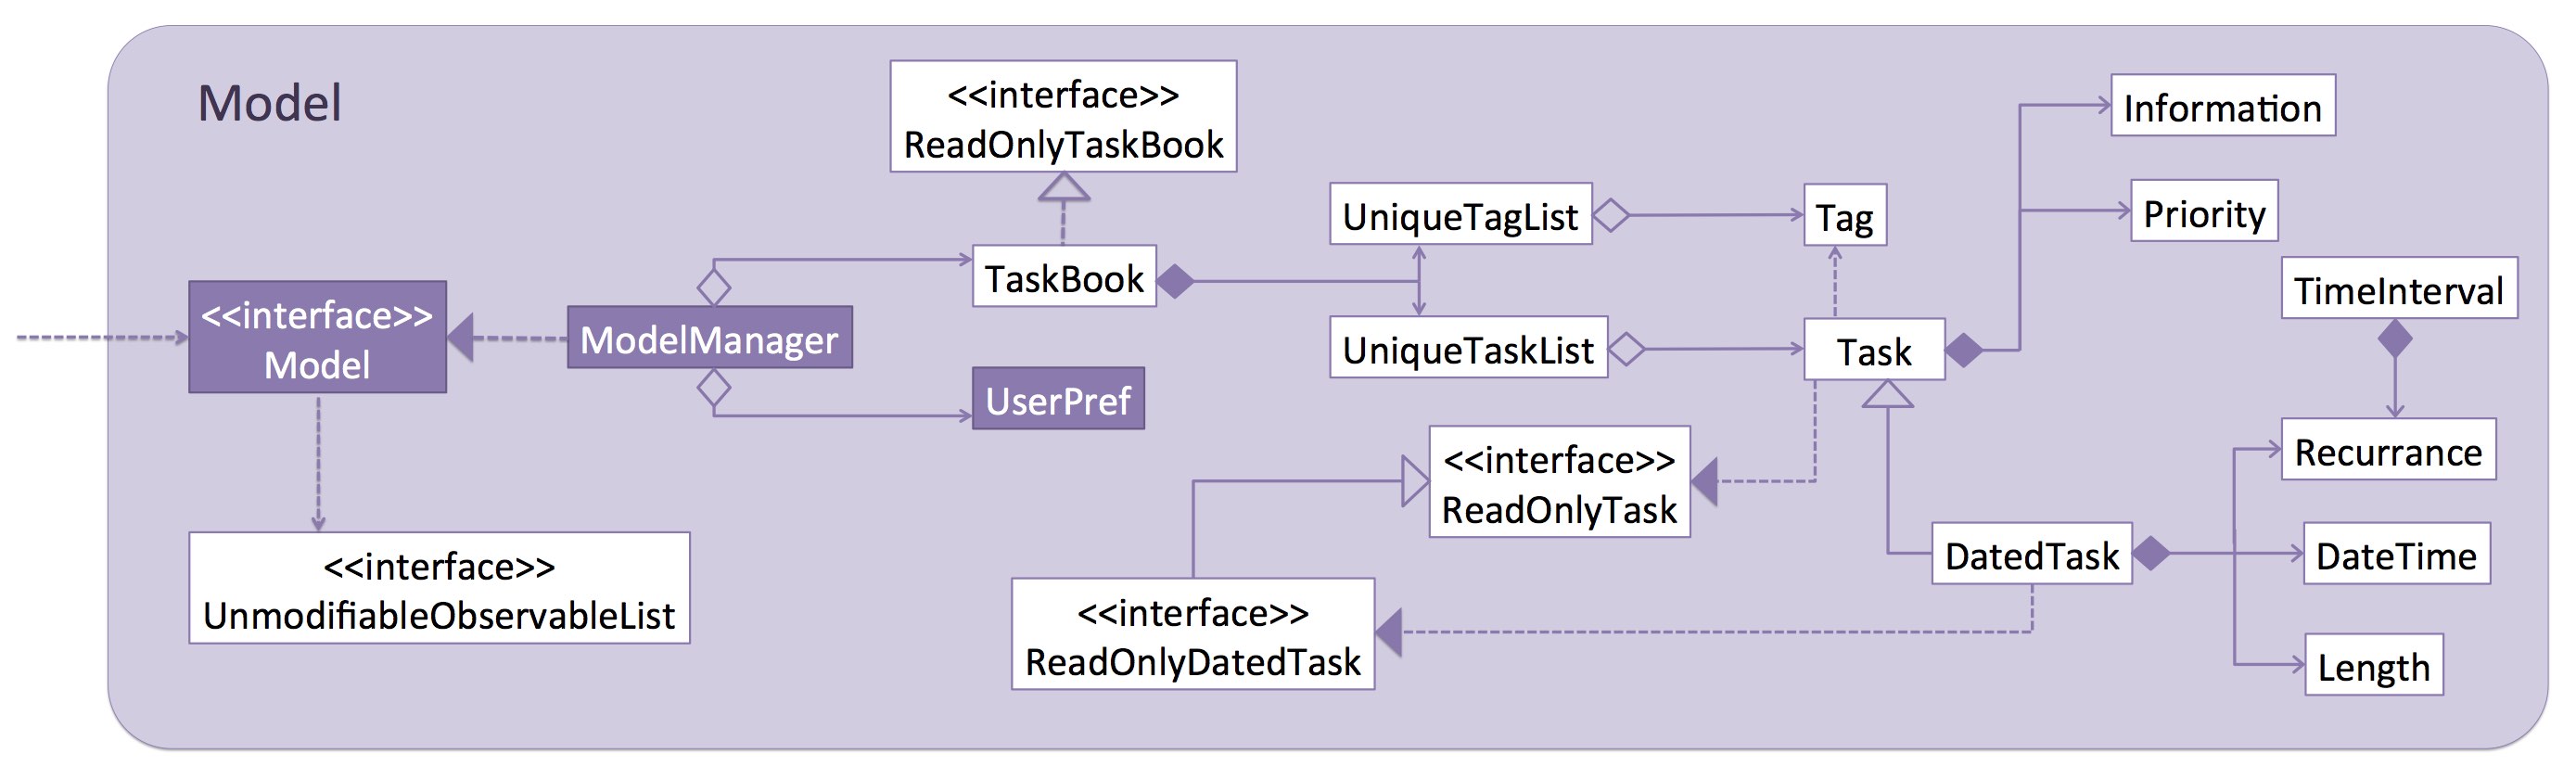 Model
<<interface>>
ReadOnlyTaskBook
Information
Priority
UniqueTagList
Tag
TaskBook
TimeInterval
<<interface>>
Model
ModelManager
UniqueTaskList
Task
UserPref
Recurrance
<<interface>>
ReadOnlyTask
DatedTask
DateTime
<<interface>>
UnmodifiableObservableList
<<interface>>
ReadOnlyDatedTask
Length